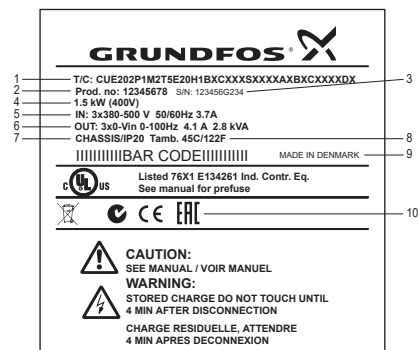 GRUNDFOS
1 T/C: CUE202P1M2T5E20H1BXCXXXSXXXXAXBXCXXXXDX
2 Prod. no: 12345678 S/N: 123456G234 3
4 1.5 kW (400V)
5 IN: 3x380-500 V 50/60Hz 3.7A
6 OUT: 3x0-Vin 0-100Hz 4.1 A 2.8 kVA
7 CHASSIS/IP20 Tamb. 45C/122F 8
IIIIIIIIIIIBAR CODEIIIIIIIIIII MADE IN DENMARK 9
c UL US Listed 76X1 E134261 Ind. Contr. Eq.
See manual for prefuse
CE EAC 10
CAUTION:
SEE MANUAL / VOIR MANUEL
WARNING:
STORED CHARGE DO NOT TOUCH UNTIL
4 MIN AFTER DISCONNECTION
CHARGE RESIDUELLE, ATTENDRE
4 MIN APRES DECONNEXION